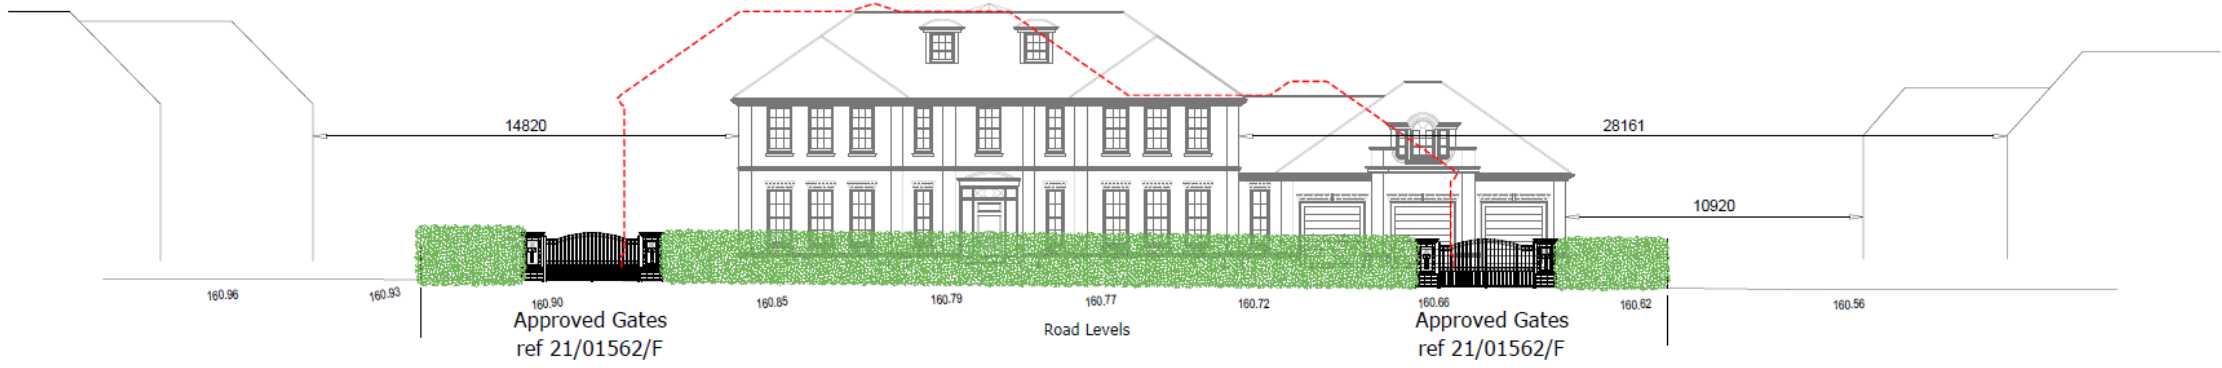 14820
28161
10920
160.96
160.93
160.90
160.85
160.79
160.77
160.72
160.66
160.62
160.56
Approved Gates
ref 21/01562/F
Road Levels
Approved Gates
ref 21/01562/F